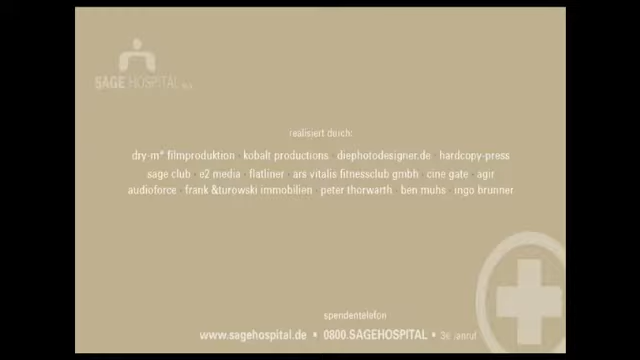 SAGE HOSPITAL
realisiert durch:
dry-m* filmproduktion · kobalt productions · diephotodesigner.de · hardcopy-press
sage club · e2 media · flatliner · ars vitalis fitnessclub gmbh · cine gate · agir
audioforce · frank &turowski immobilien · peter thorwarth · ben muhs · ingo brunner
spendentelefon
www.sagehospital.de • 0800.SAGEHOSPITAL • 3€ anruf